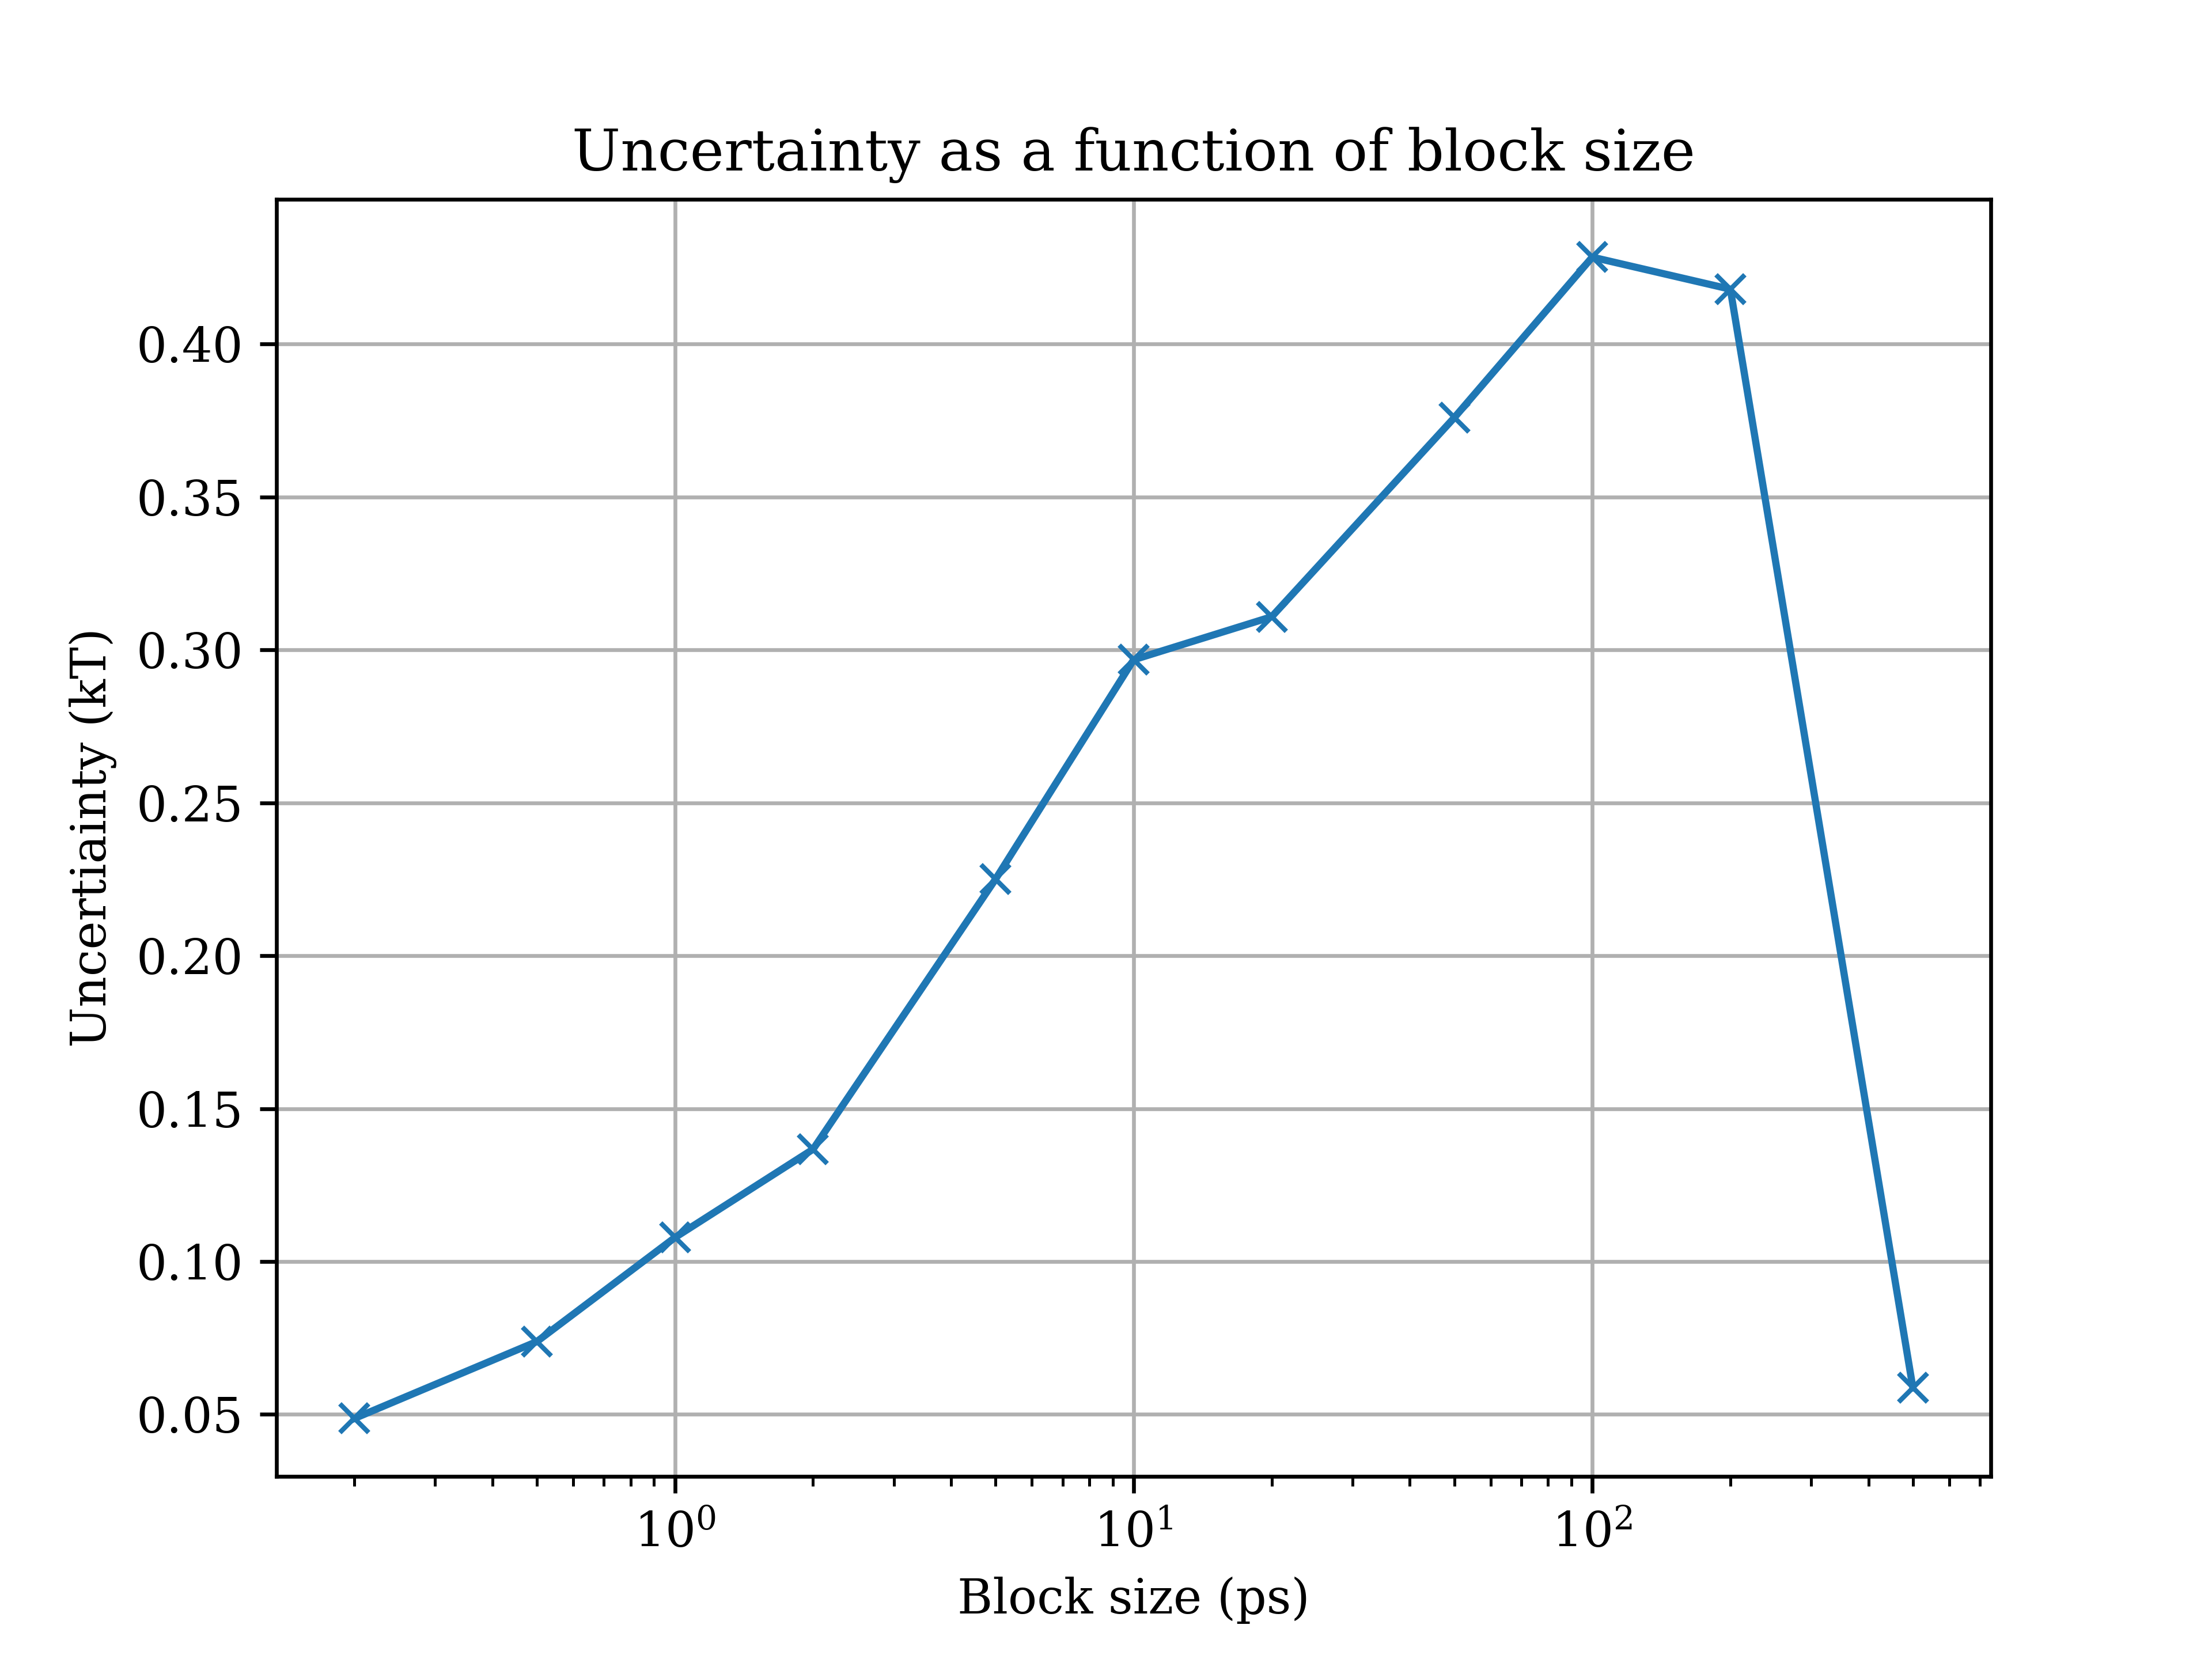 Uncertainty as a function of block size
0.40
0.35
0.30
0.25
0.20
0.15
0.10
0.05
Uncertiainty (kT)
10⁰ 10¹ 10²
Block size (ps)